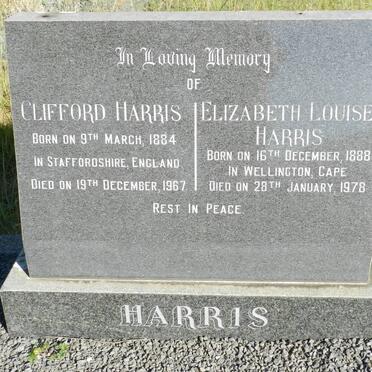 In Loving Memory
OF
CLIFFORD HARRIS
BORN ON 9TH MARCH, 1884
IN STAFFORDSHIRE, ENGLAND
DIED ON 19TH DECEMBER, 1967
ELIZABETH LOUISE
HARRIS
BORN ON 16TH DECEMBER, 1888
IN WELLINGTON, CAPE
DIED ON 28TH JANUARY, 1978
REST IN PEACE.
HARRIS